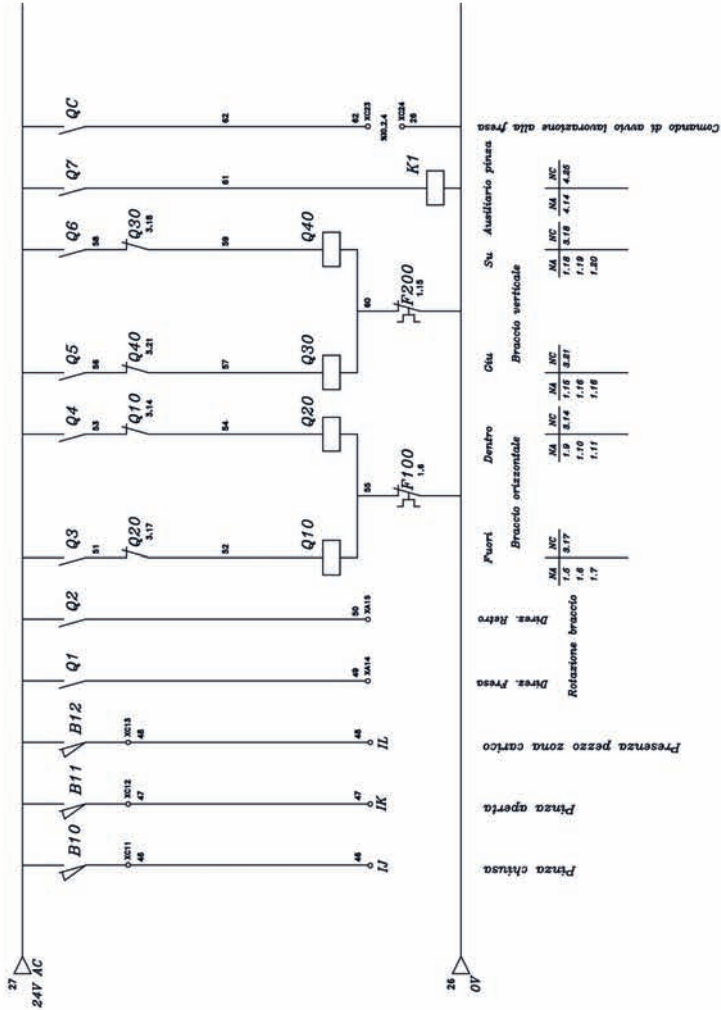 27
24V AC
B10
XC11
46
46
IJ
Pinza chiusa
B11
XC12
47
47
IK
Pinza aperta
B12
XC13
48
48
IL
Presenza pezzo zona carico
Q1
49
XA14
Direz. Fresa
Q2
50
XA15
Direz. Retro
Rotazione braccio
Q3
51
Q20
3.17
52
Q10
Fuori
NA NC
1.5 3.17
1.6
1.7
Q4
53
Q10
3.14
54
Q20
55
F100
1.6
Dentro
Braccio orizzontale
NA NC
1.9 3.14
1.10
1.11
Q5
56
Q40
3.21
57
Q30
Giu
NA NC
1.15 3.21
1.16
1.16
Q6
58
Q30
3.18
59
Q40
60
F200
1.15
Su
Braccio verticale
NA NC
1.18 3.18
1.19
1.20
Q7
61
K1
Ausiliario pinza
NA NC
4.14 4.25
QC
62
62
XC23
XC24
26
Comando di avvio lavorazione alla fresa
26
0V